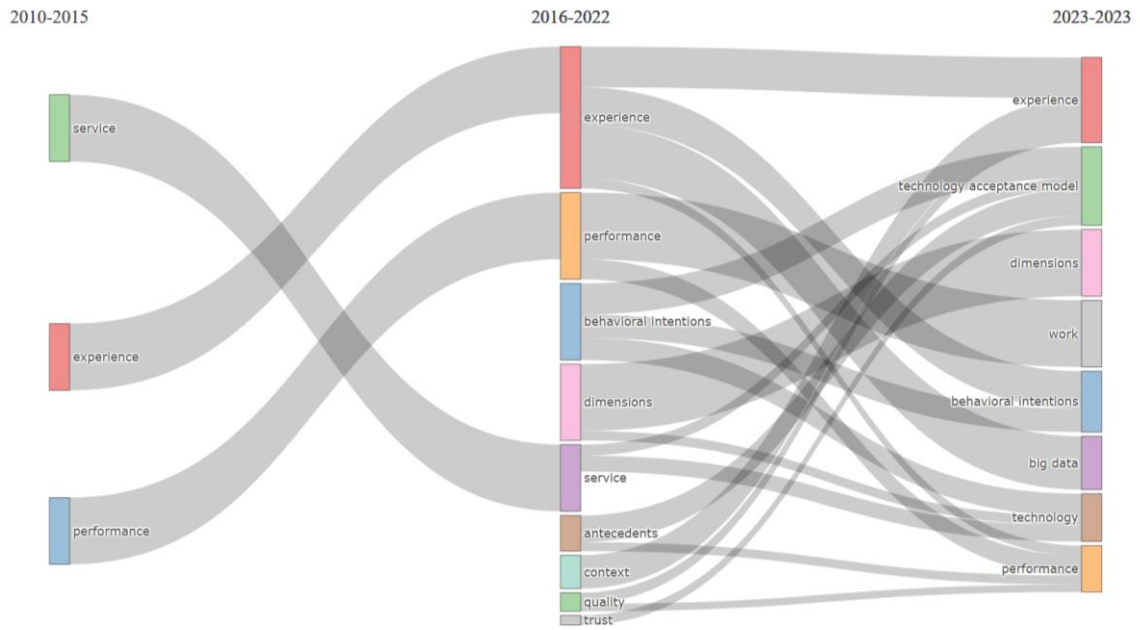 2010-2015
2016-2022
2023-2023
service
experience
performance
experience
performance
behavioral intentions
dimensions
service
antecedents
context
quality
trust
experience
technology acceptance model
dimensions
work
behavioral intentions
big data
technology
performance